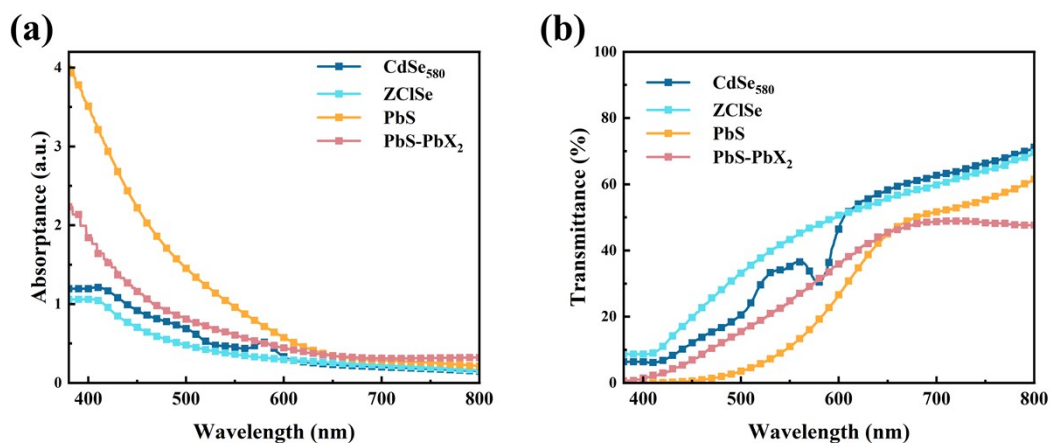 (a)
Absorptance (a.u.)
4
3
2
1
0
CdSe₅₈₀
ZClSe
PbS
PbS-PbX₂
400 500 600 700 800
Wavelength (nm)
(b)
Transmittance (%)
100
80
60
40
20
0
CdSe₅₈₀
ZClSe
PbS
PbS-PbX₂
400 500 600 700 800
Wavelength (nm)